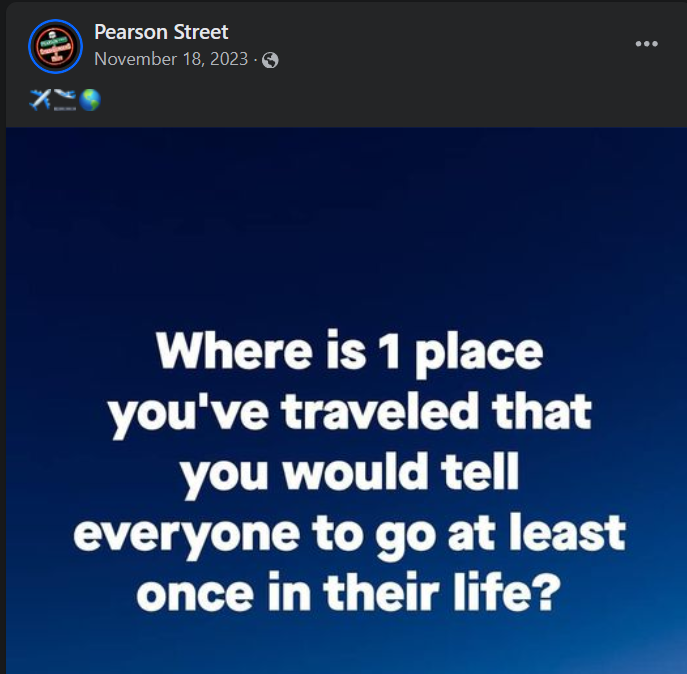 Pearson Street
November 18, 2023 ·
✈️🛬🌎
Where is 1 place
you've traveled that
you would tell
everyone to go at least
once in their life?